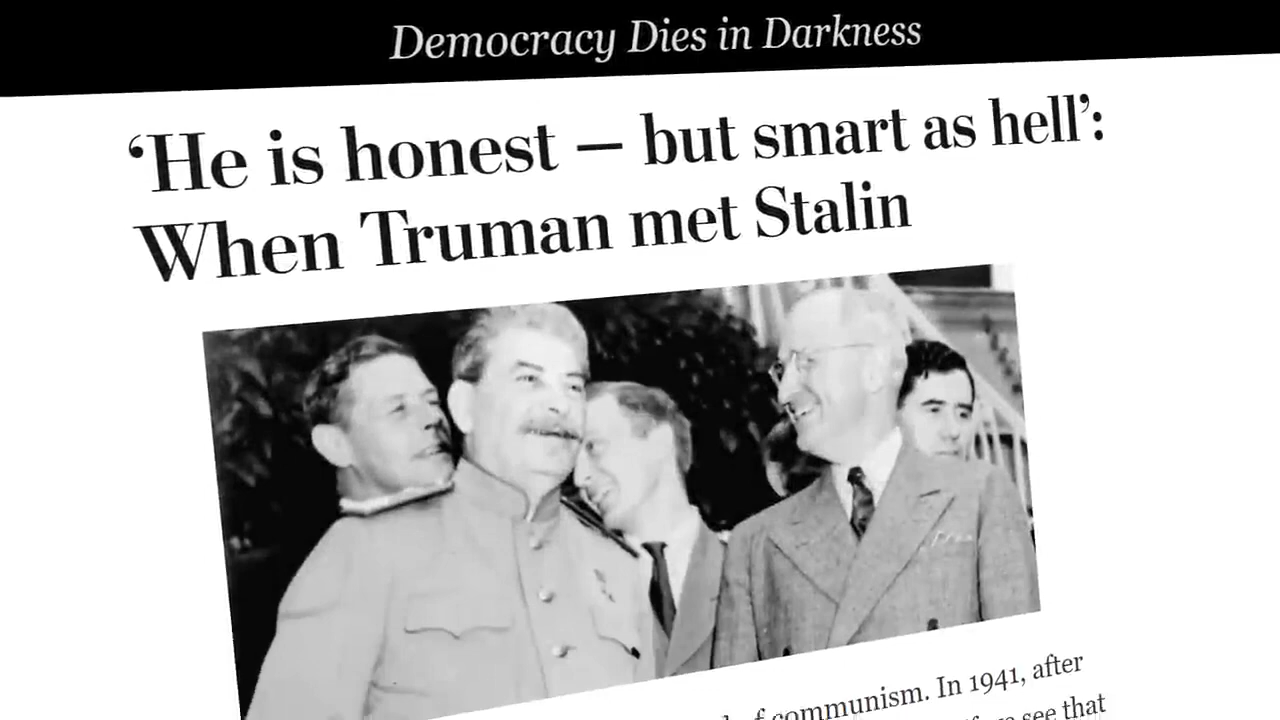 Democracy Dies in Darkness
‘He is honest — but smart as hell’:
When Truman met Stalin
communism. In 1941, after
see that